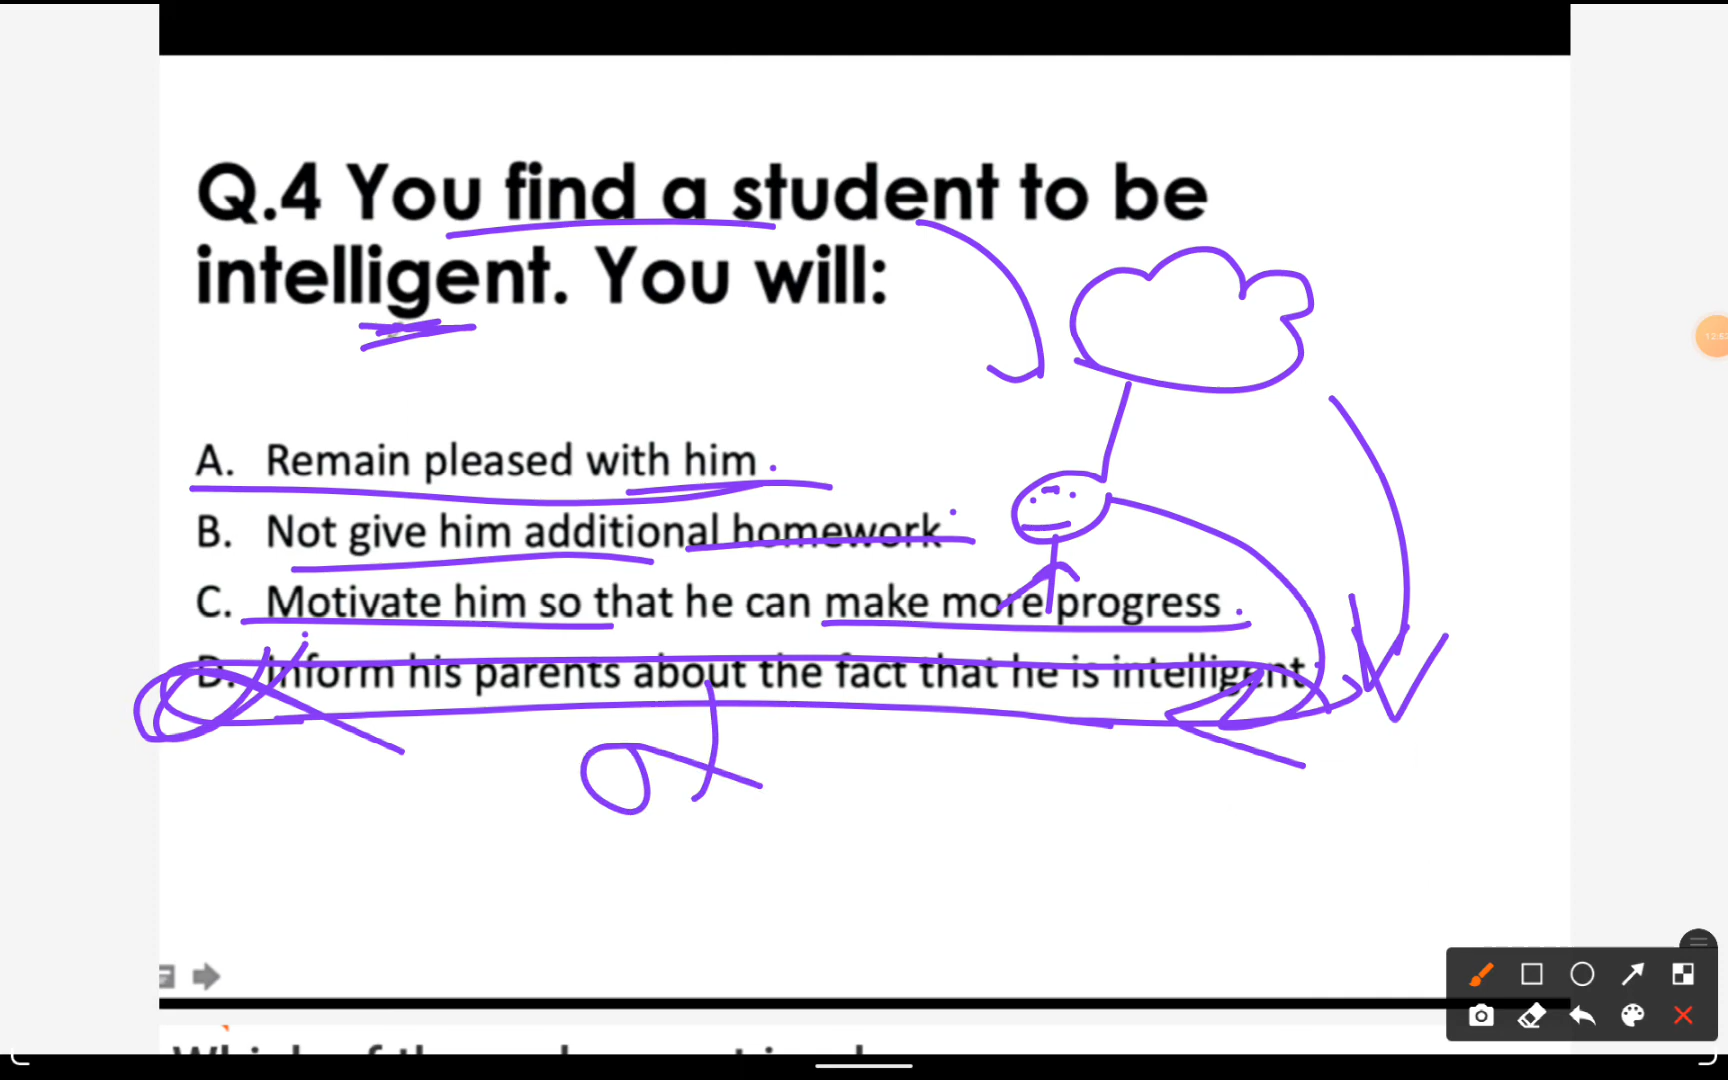 Q.4 You find a student to be
intelligent. You will:
A. Remain pleased with him
B. Not give him additional homework
C. Motivate him so that he can make more progress
D. Inform his parents about the fact that he is intelligent